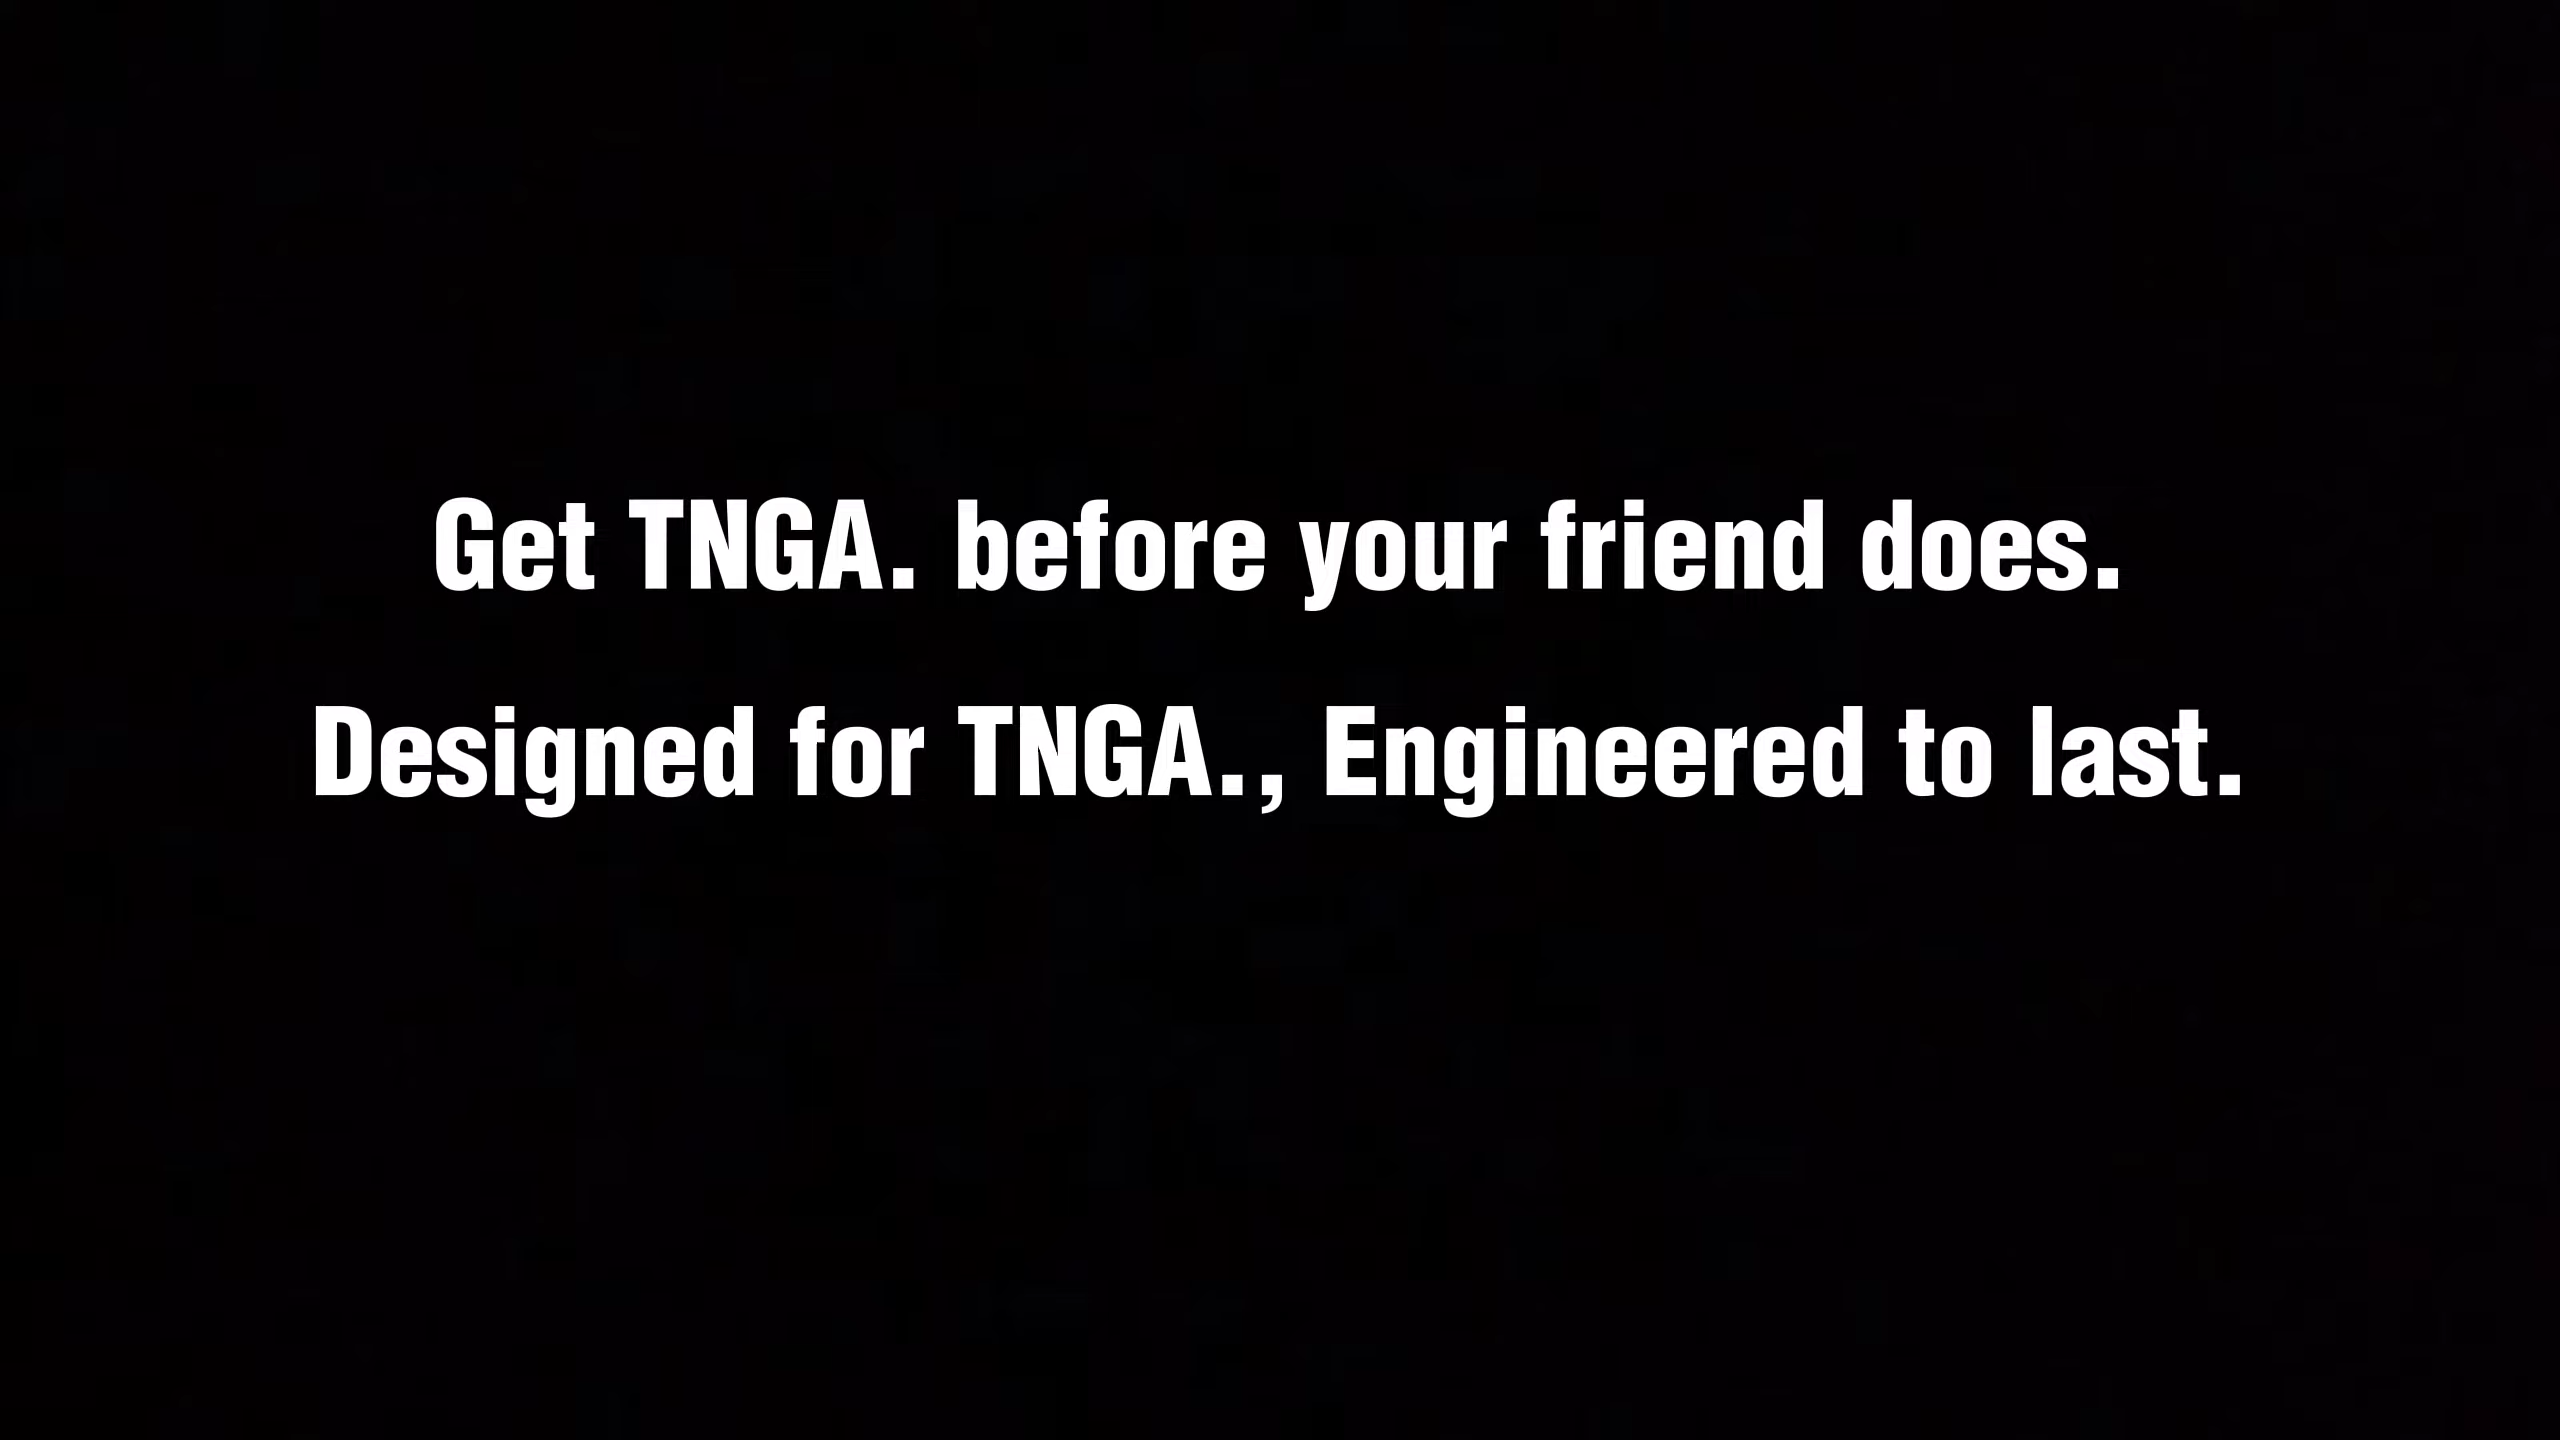 Get TNGA. before your friend does.
Designed for TNGA., Engineered to last.